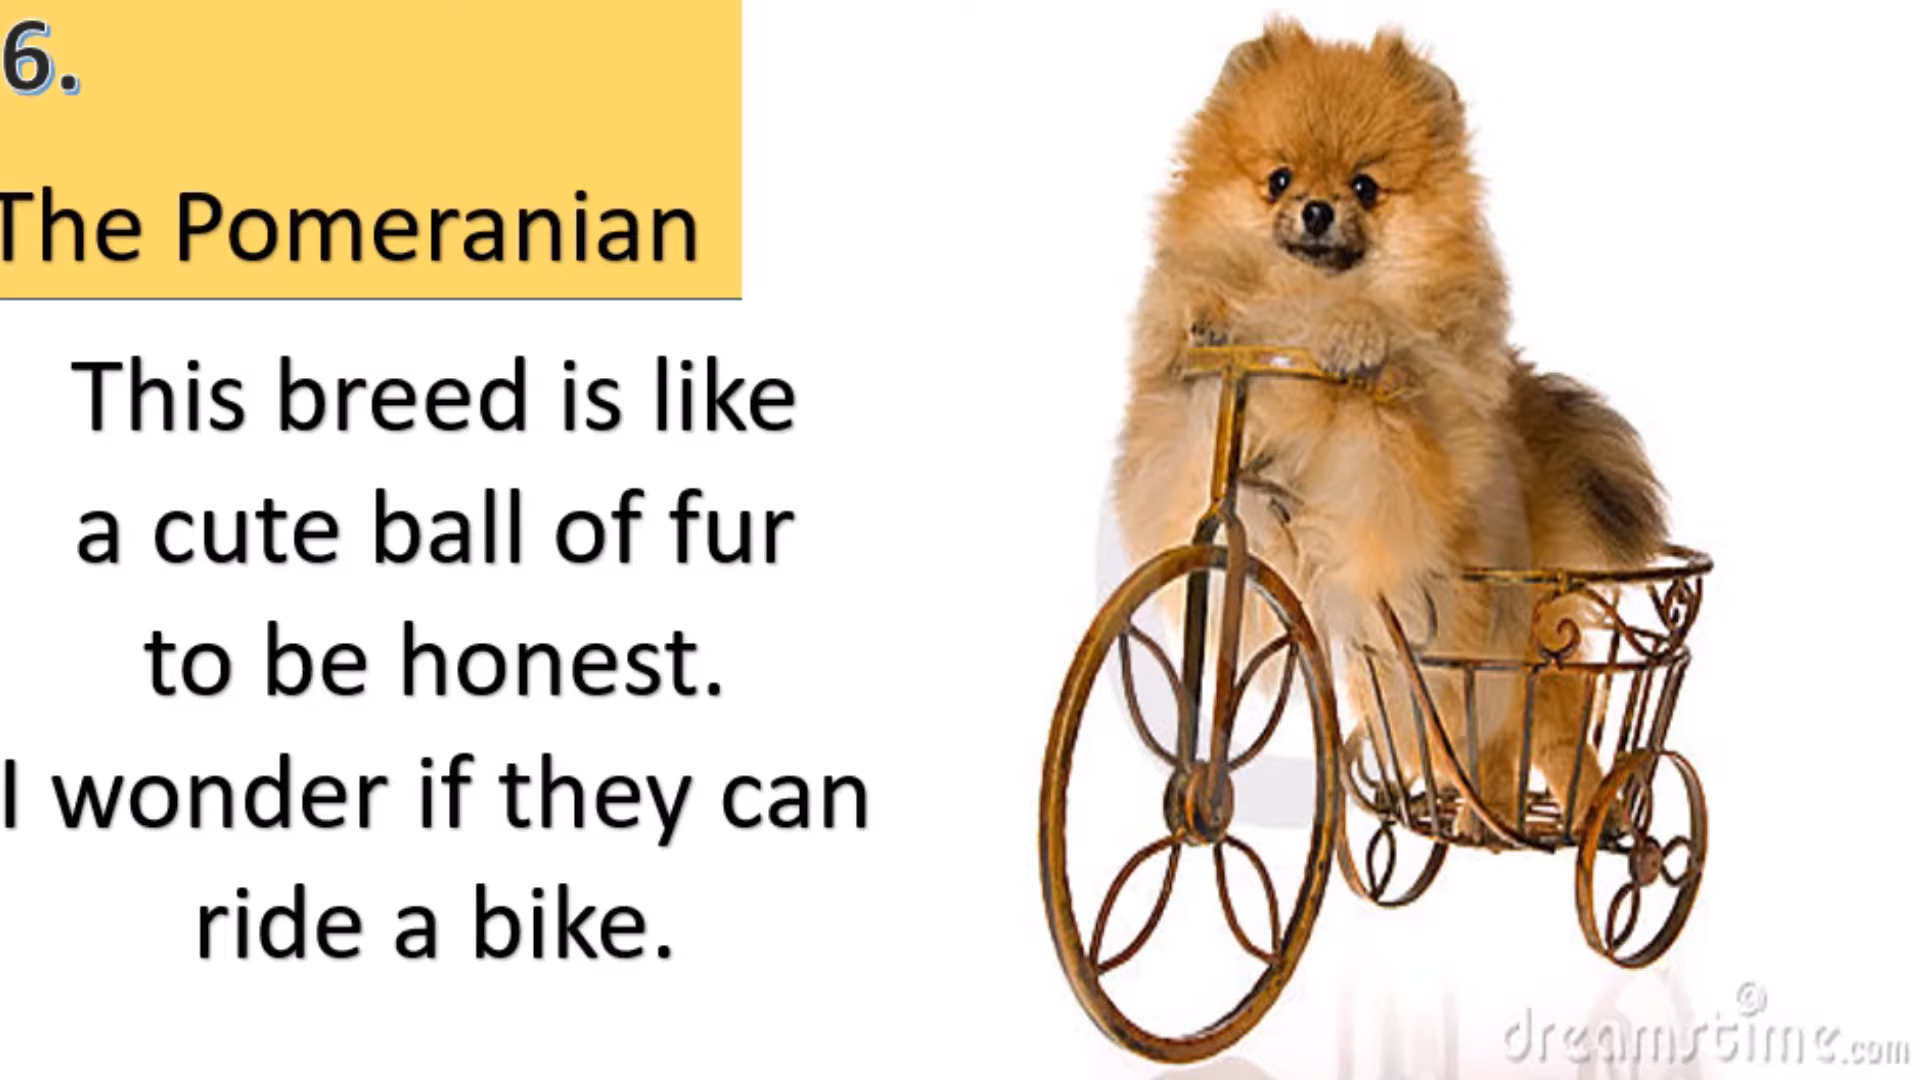 6.
The Pomeranian
This breed is like
a cute ball of fur
to be honest.
I wonder if they can
ride a bike.
dreamstime.com